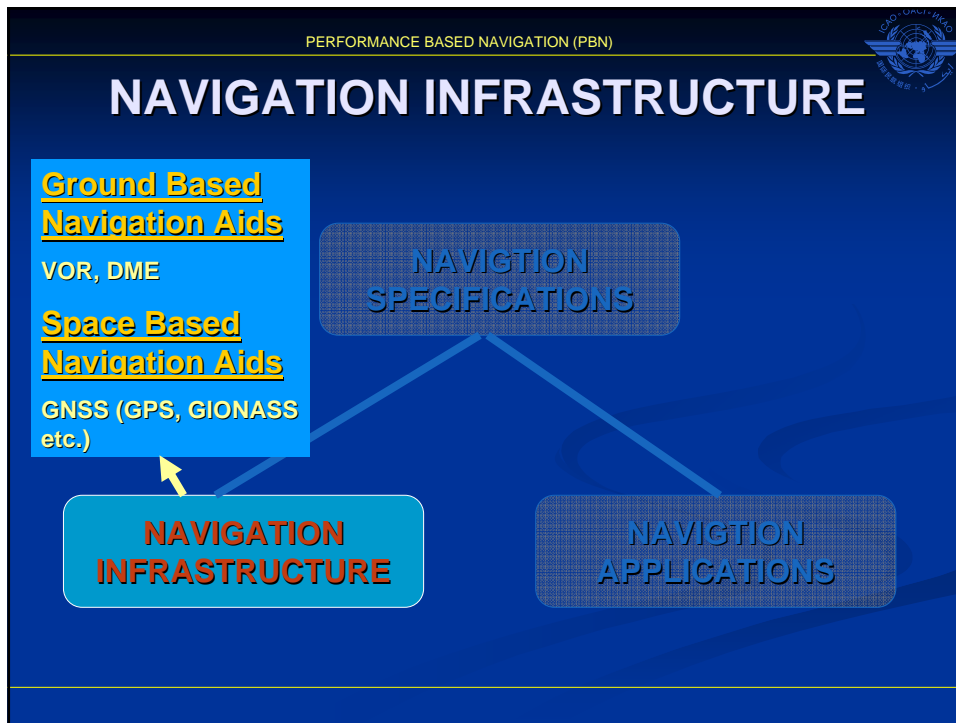 PERFORMANCE BASED NAVIGATION (PBN)
NAVIGATION INFRASTRUCTURE
Ground Based
Navigation Aids
VOR, DME
Space Based
Navigation Aids
GNSS (GPS, GIONASS
etc.)
NAVIGTION
SPECIFICATIONS
NAVIGATION
INFRASTRUCTURE
NAVIGTION
APPLICATIONS